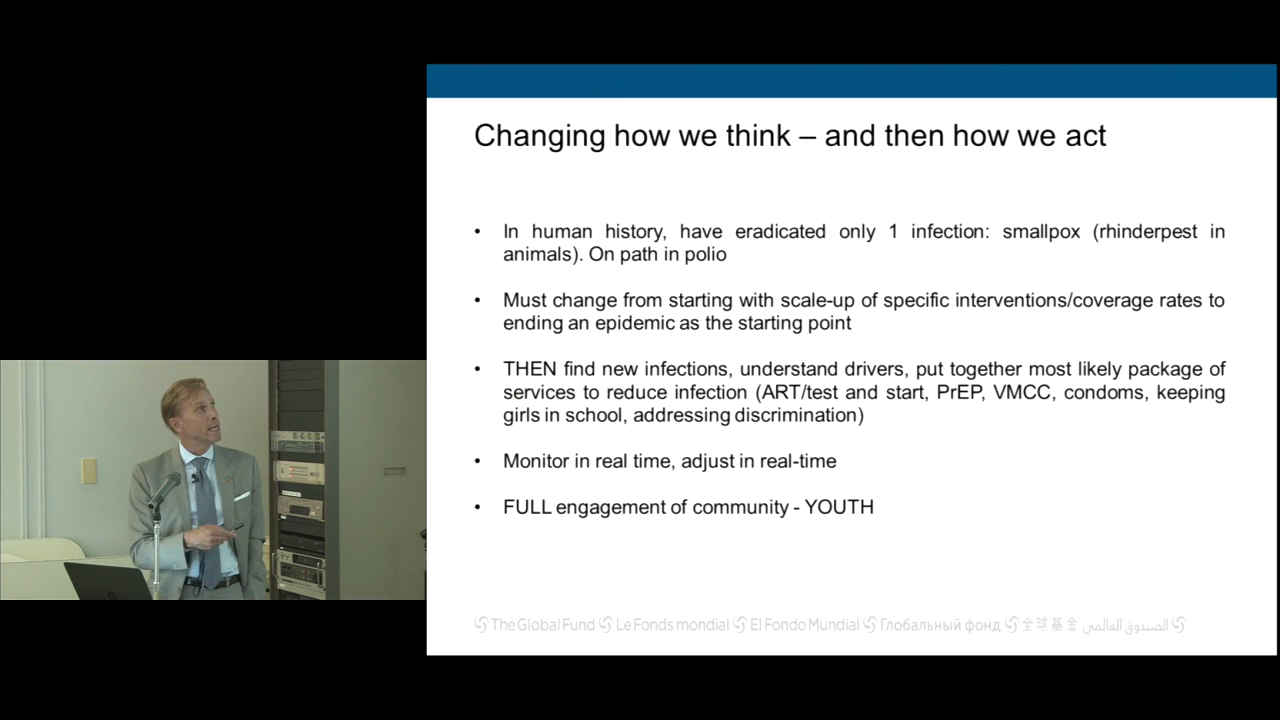 Changing how we think – and then how we act
• In human history, have eradicated only 1 infection: smallpox (rhinderpest in
animals). On path in polio
• Must change from starting with scale-up of specific interventions/coverage rates to
ending an epidemic as the starting point
• THEN find new infections, understand drivers, put together most likely package of
services to reduce infection (ART/test and start, PrEP, VMCC, condoms, keeping
girls in school, addressing discrimination)
• Monitor in real time, adjust in real-time
• FULL engagement of community - YOUTH
The Global Fund Le Fonds mondial El Fondo Mundial Глобальный фонд 全球基金 الصندوق العالمي